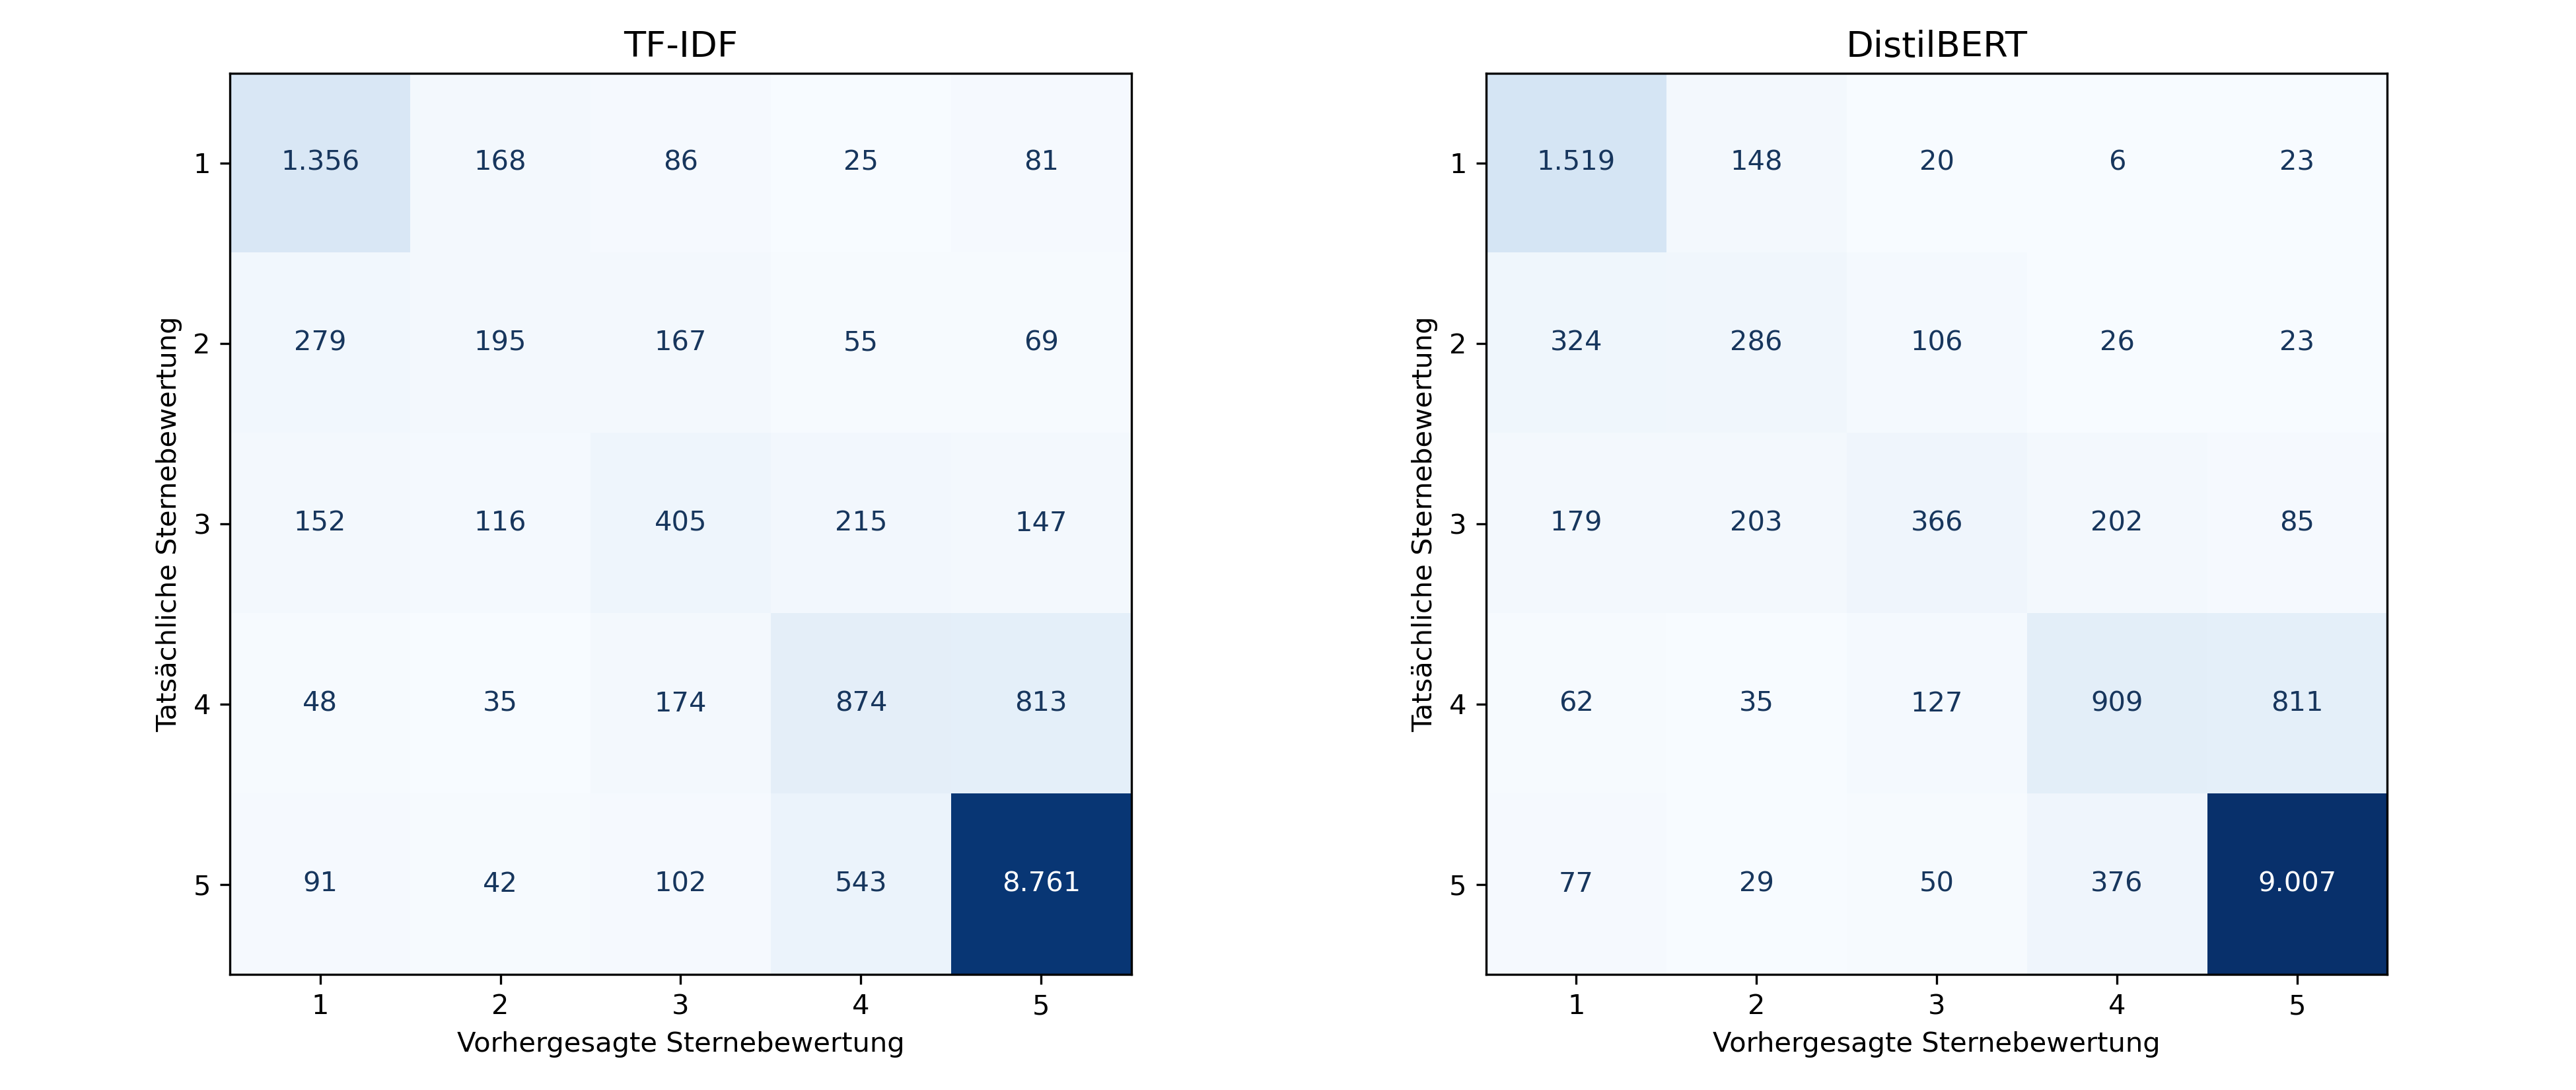 TF-IDF
Tatsächliche Sternebewertung
1 1.356 168 86 25 81
2 279 195 167 55 69
3 152 116 405 215 147
4 48 35 174 874 813
5 91 42 102 543 8.761
1 2 3 4 5
Vorhergesagte Sternebewertung
DistilBERT
Tatsächliche Sternebewertung
1 1.519 148 20 6 23
2 324 286 106 26 23
3 179 203 366 202 85
4 62 35 127 909 811
5 77 29 50 376 9.007
1 2 3 4 5
Vorhergesagte Sternebewertung